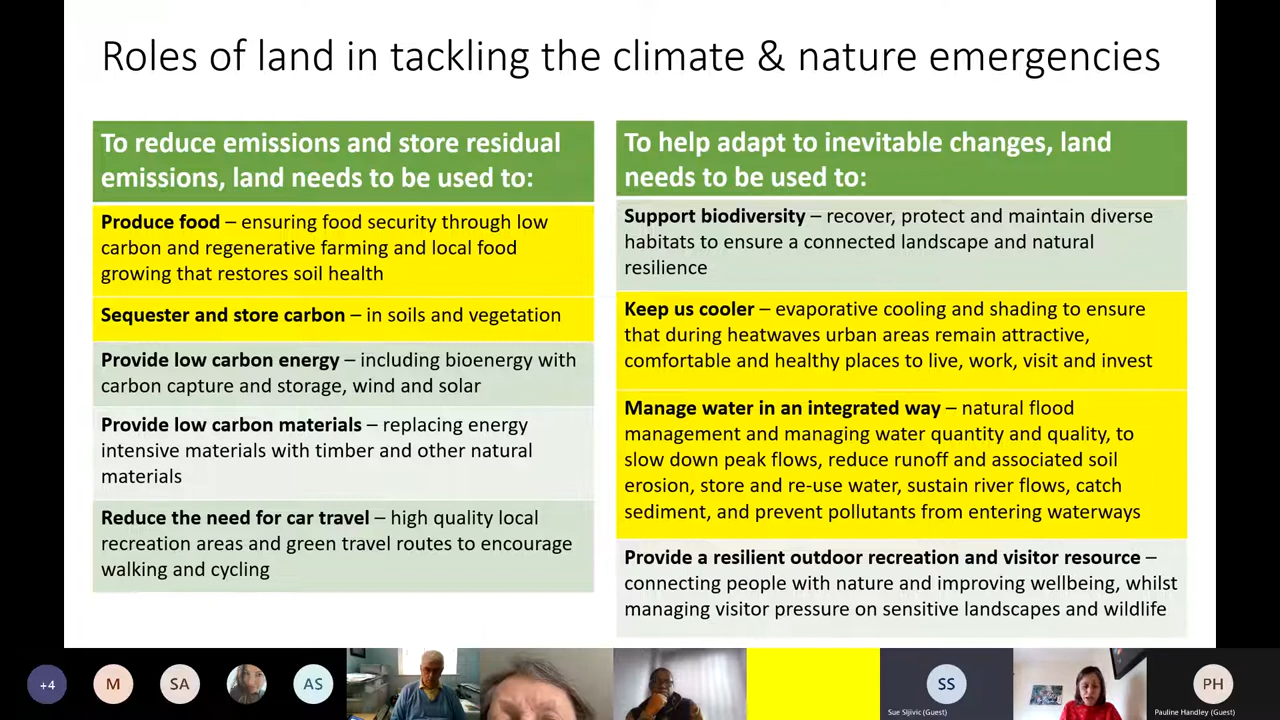 Roles of land in tackling the climate & nature emergencies
To reduce emissions and store residual
emissions, land needs to be used to:
Produce food – ensuring food security through low
carbon and regenerative farming and local food
growing that restores soil health
Sequester and store carbon – in soils and vegetation
Provide low carbon energy – including bioenergy with
carbon capture and storage, wind and solar
Provide low carbon materials – replacing energy
intensive materials with timber and other natural
materials
Reduce the need for car travel – high quality local
recreation areas and green travel routes to encourage
walking and cycling
To help adapt to inevitable changes, land
needs to be used to:
Support biodiversity – recover, protect and maintain diverse
habitats to ensure a connected landscape and natural
resilience
Keep us cooler – evaporative cooling and shading to ensure
that during heatwaves urban areas remain attractive,
comfortable and healthy places to live, work, visit and invest
Manage water in an integrated way – natural flood
management and managing water quantity and quality, to
slow down peak flows, reduce runoff and associated soil
erosion, store and re-use water, sustain river flows, catch
sediment, and prevent pollutants from entering waterways
Provide a resilient outdoor recreation and visitor resource –
connecting people with nature and improving wellbeing, whilst
managing visitor pressure on sensitive landscapes and wildlife
+4
M
SA
AS
SS
Sue Sijivic (Guest)
PH
Pauline Handley (Guest)